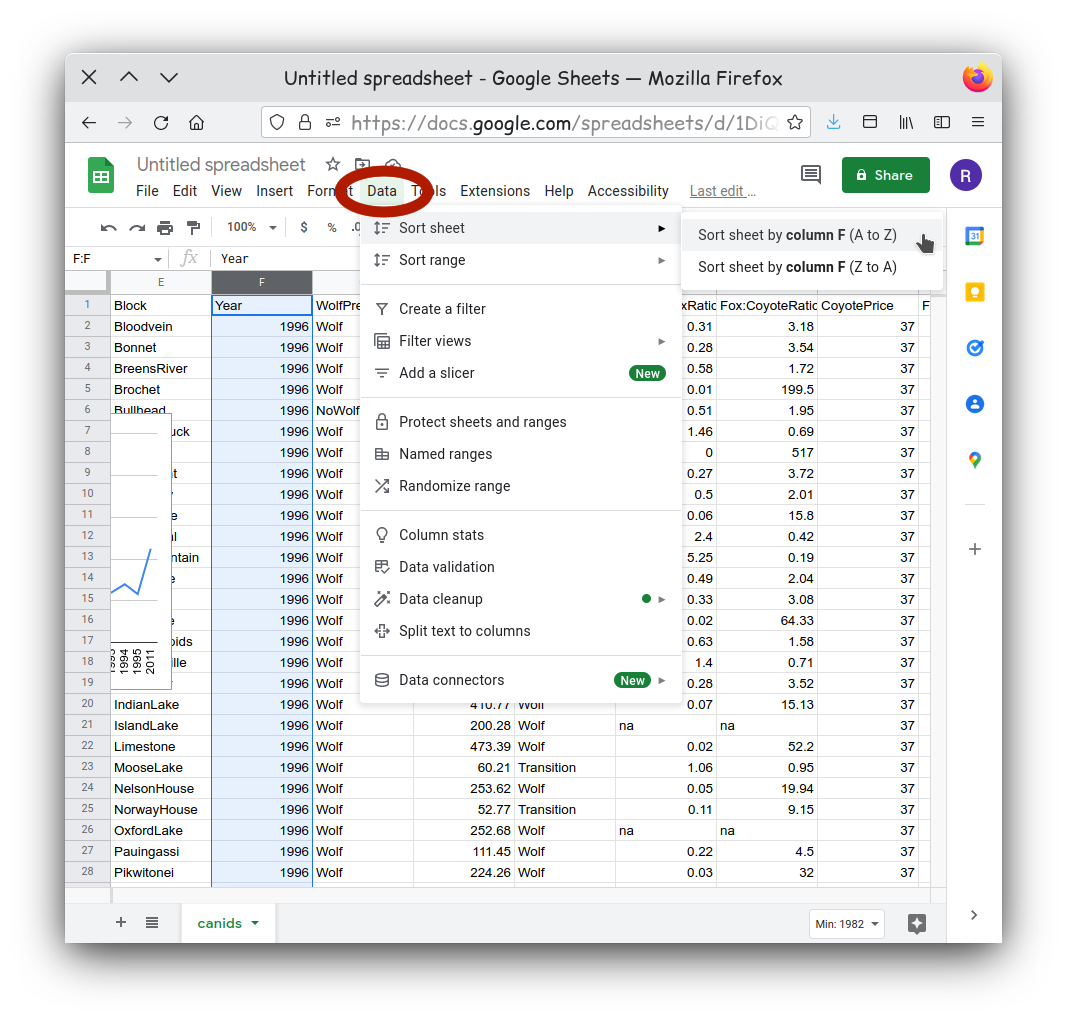 Untitled spreadsheet - Google Sheets — Mozilla Firefox
https://docs.google.com/spreadsheets/d/1DiQ
Untitled spreadsheet
File Edit View Insert Format Data Tools Extensions Help Accessibility Last edit ...
Share
R
100% $ % .0
31
F:F fx Year
Sort sheet
Sort range
Create a filter
Filter views
Add a slicer New
Protect sheets and ranges
Named ranges
Randomize range
Column stats
Data validation
Data cleanup
Split text to columns
Data connectors New
Sort sheet by column F (A to Z)
Sort sheet by column F (Z to A)
E F
1 Block Year WolfPre xRatio Fox:CoyoteRatio CoyotePrice F
2 Bloodvein 1996 Wolf 0.31 3.18 37
3 Bonnet 1996 Wolf 0.28 3.54 37
4 BreensRiver 1996 Wolf 0.58 1.72 37
5 Brochet 1996 Wolf 0.01 199.5 37
6 Bullhead 1996 NoWolf 0.51 1.95 37
7 uck 1996 Wolf 1.46 0.69 37
8 1996 Wolf 0 517 37
9 t 1996 Wolf 0.27 3.72 37
10 1996 Wolf 0.5 2.01 37
11 e 1996 Wolf 0.06 15.8 37
12 l 1996 Wolf 2.4 0.42 37
13 ntain 1996 Wolf 5.25 0.19 37
14 e 1996 Wolf 0.49 2.04 37
15 1996 Wolf 0.33 3.08 37
16 e 1996 Wolf 0.02 64.33 37
17 oids 1996 Wolf 0.63 1.58 37
18 ille 1996 Wolf 1.4 0.71 37
19 1996 Wolf 0.28 3.52 37
20 IndianLake 1996 Wolf 410.77 Wolf 0.07 15.13 37
21 IslandLake 1996 Wolf 200.28 Wolf na na 37
22 Limestone 1996 Wolf 473.39 Wolf 0.02 52.2 37
23 MooseLake 1996 Wolf 60.21 Transition 1.06 0.95 37
24 NelsonHouse 1996 Wolf 253.62 Wolf 0.05 19.94 37
25 NorwayHouse 1996 Wolf 52.77 Transition 0.11 9.15 37
26 OxfordLake 1996 Wolf 252.68 Wolf na na 37
27 Pauingassi 1996 Wolf 111.45 Wolf 0.22 4.5 37
28 Pikwitonei 1996 Wolf 224.26 Wolf 0.03 32 37
1993
1994
1995
2011
canids
Min: 1982